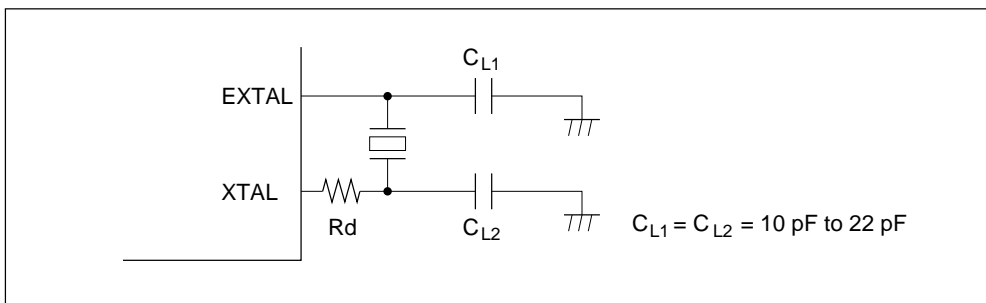 C_L1
EXTAL
XTAL
Rd
C_L2
C_L1 = C_L2 = 10 pF to 22 pF